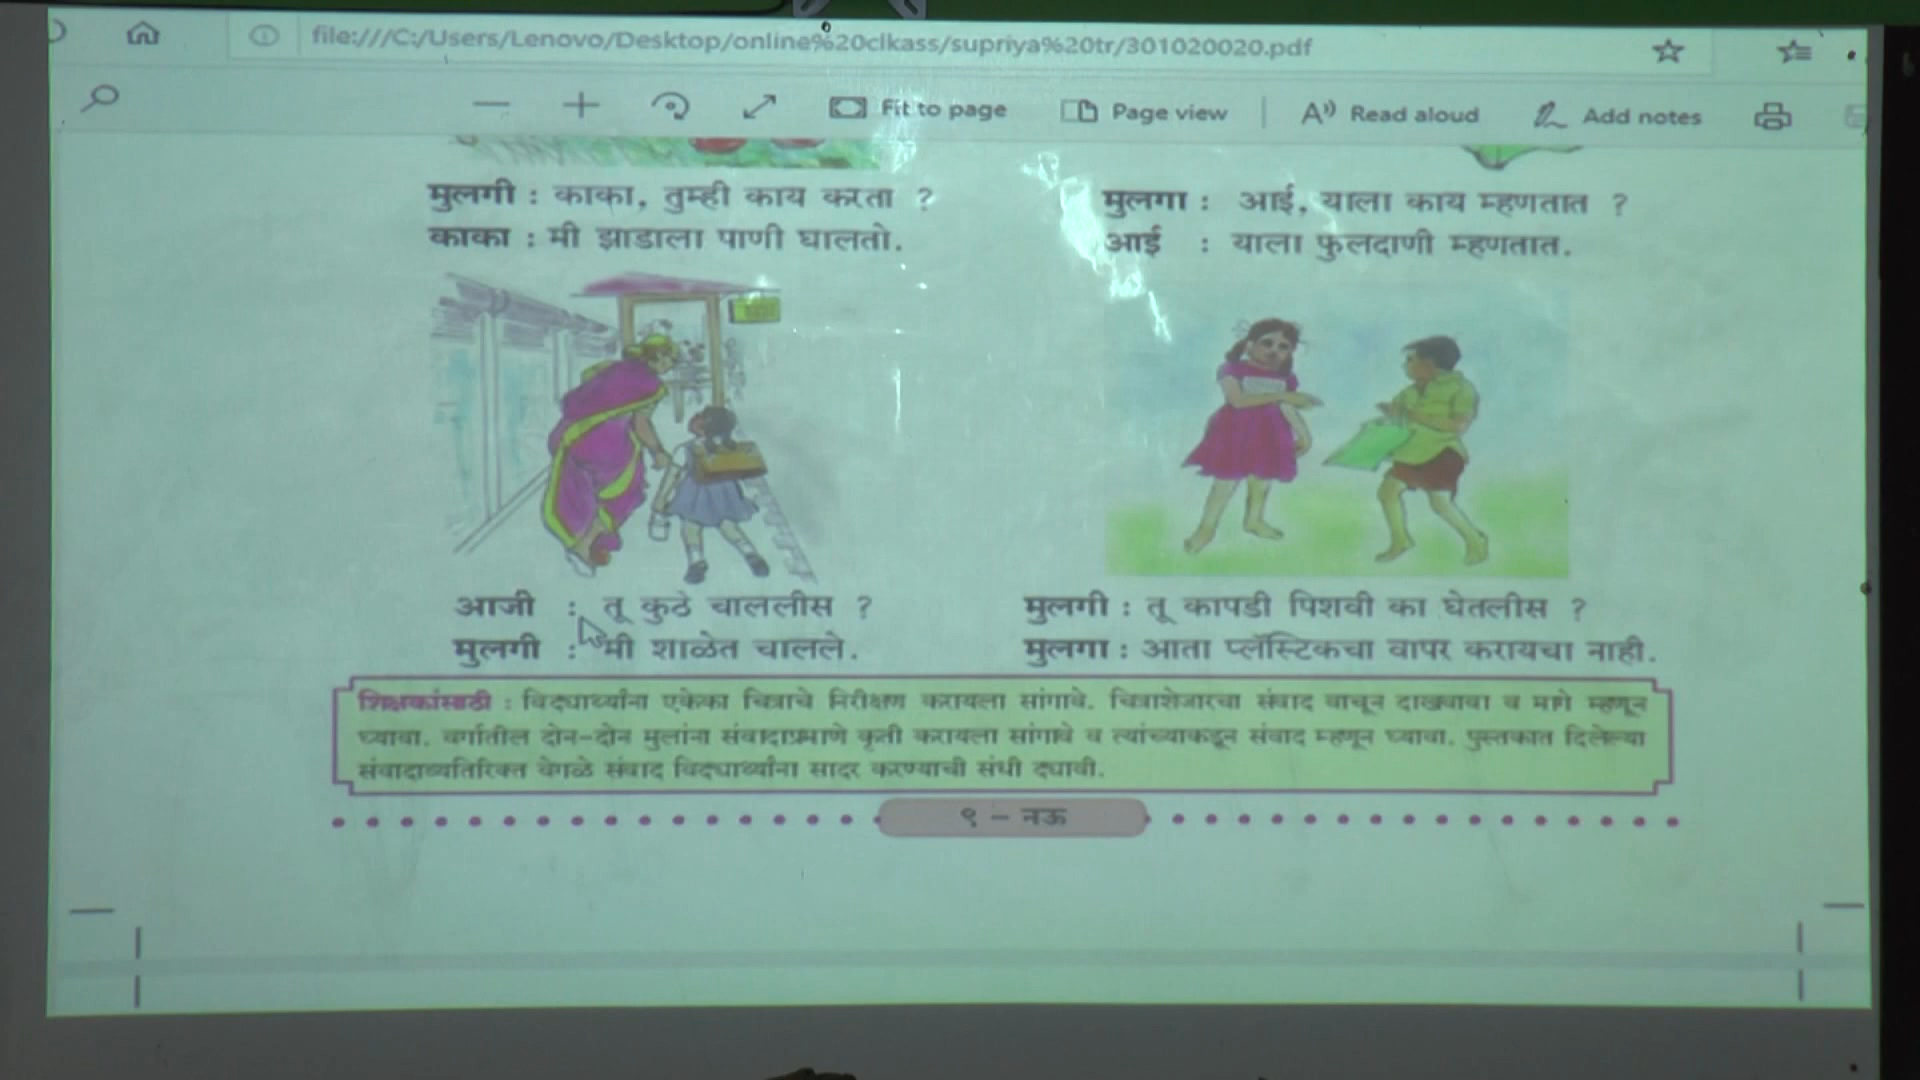 file:///C:/Users/Lenovo/Desktop/online%20clkass/supriya%20tr/301020020.pdf
Fit to page Page view Read aloud Add notes
मुलगी : काका, तुम्ही काय करता ?
काका : मी झाडाला पाणी घालतो.
मुलगा : आई, याला काय म्हणतात ?
आई : याला फुलदाणी म्हणतात.
आजी : तू कुठे चाललीस ?
मुलगी : मी शाळेत चालले.
मुलगी : तू कापडी पिशवी का घेतलीस ?
मुलगा : आता प्लॅस्टिकचा वापर करायचा नाही.
शिक्षकांसाठी : विद्यार्थ्यांना एकेका चित्राचे निरीक्षण करायला सांगावे. चित्राशेजारचा संवाद वाचून दाखवावा व मागे म्हणून
घ्यावा. वर्गातील दोन-दोन मुलांना संवादाप्रमाणे कृती करायला सांगावे व त्यांच्याकडून संवाद म्हणून घ्यावा. पुस्तकात दिलेल्या
संवादाव्यतिरिक्त वेगळे संवाद विद्यार्थ्यांना सादर करण्याची संधी द्यावी.
९ – नऊ